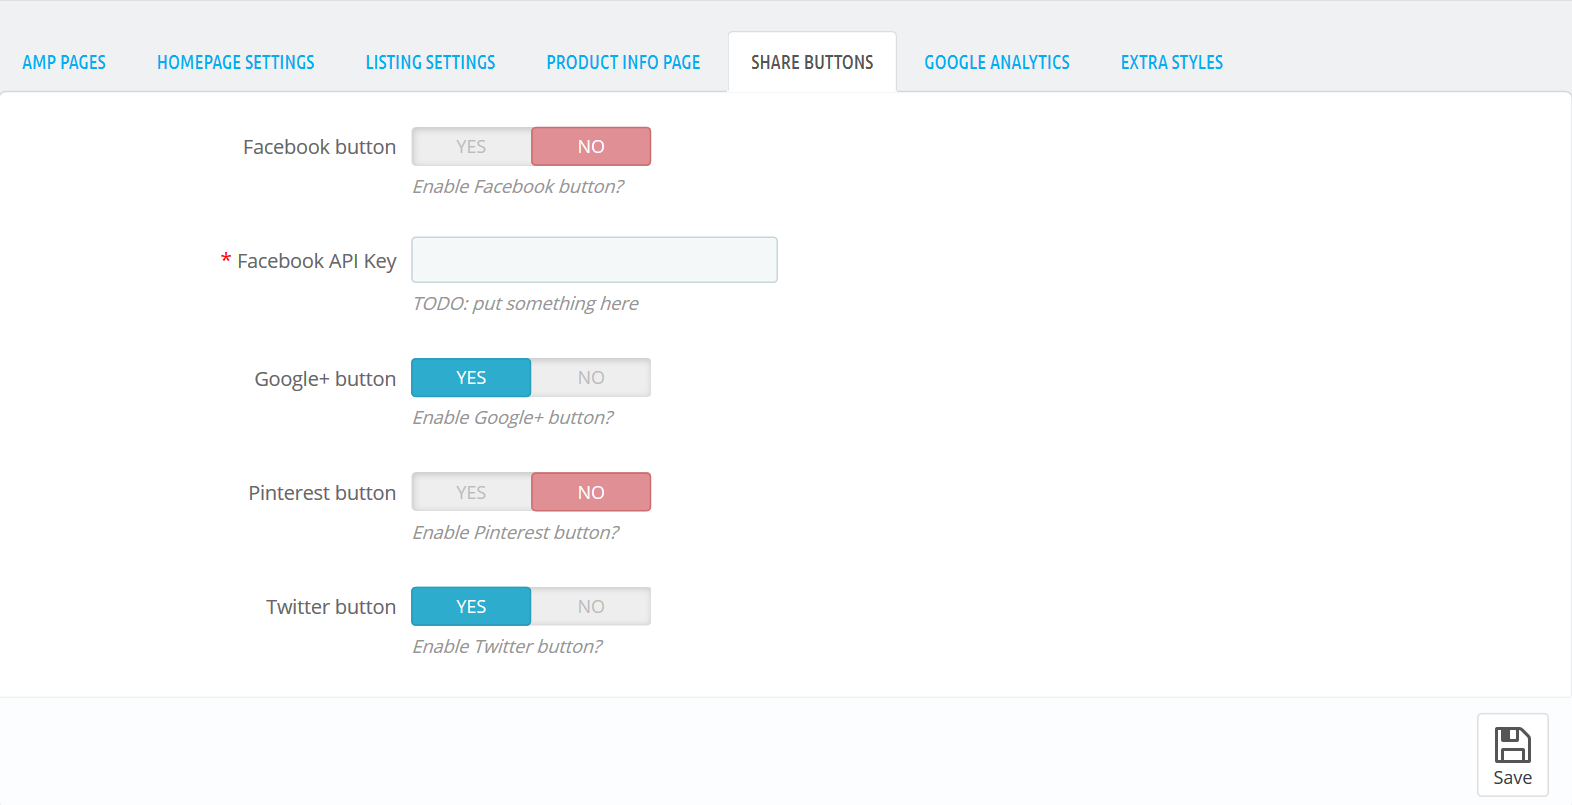 AMP PAGES HOMEPAGE SETTINGS LISTING SETTINGS PRODUCT INFO PAGE SHARE BUTTONS GOOGLE ANALYTICS EXTRA STYLES
Facebook button YES NO
Enable Facebook button?
* Facebook API Key
TODO: put something here
Google+ button YES NO
Enable Google+ button?
Pinterest button YES NO
Enable Pinterest button?
Twitter button YES NO
Enable Twitter button?
Save